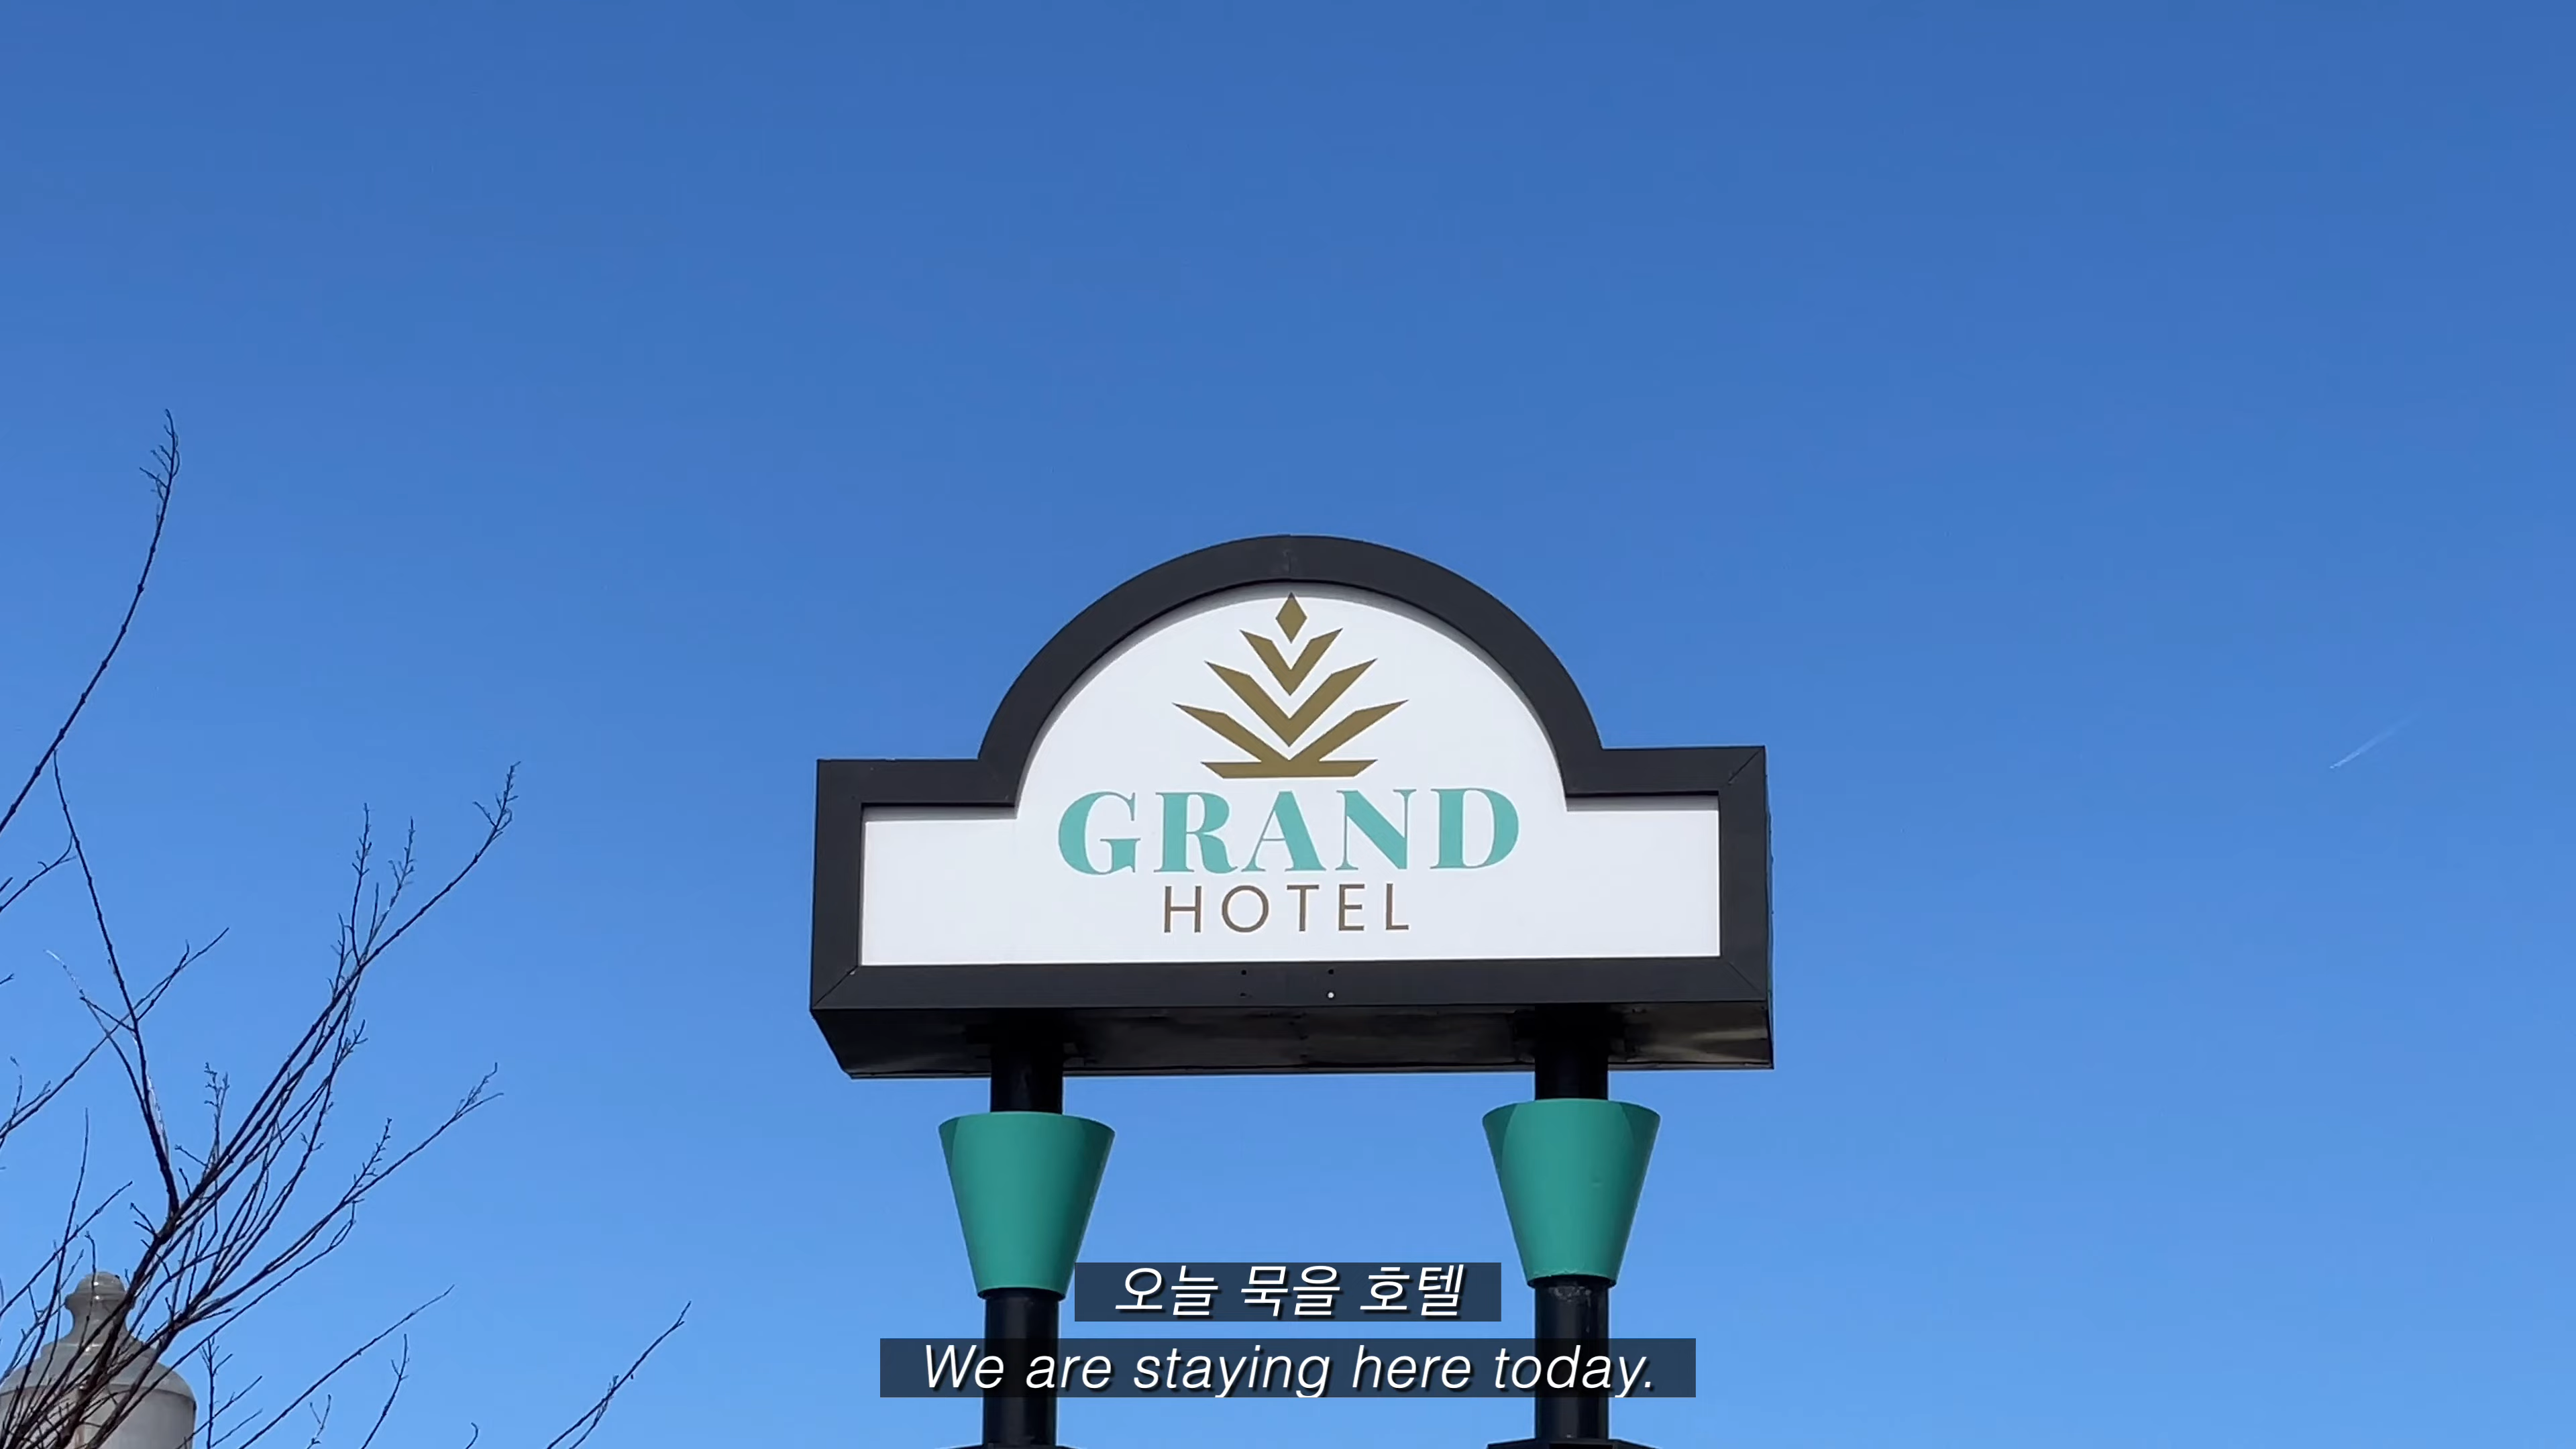 GRAND
HOTEL
오늘 묵을 호텔
We are staying here today.